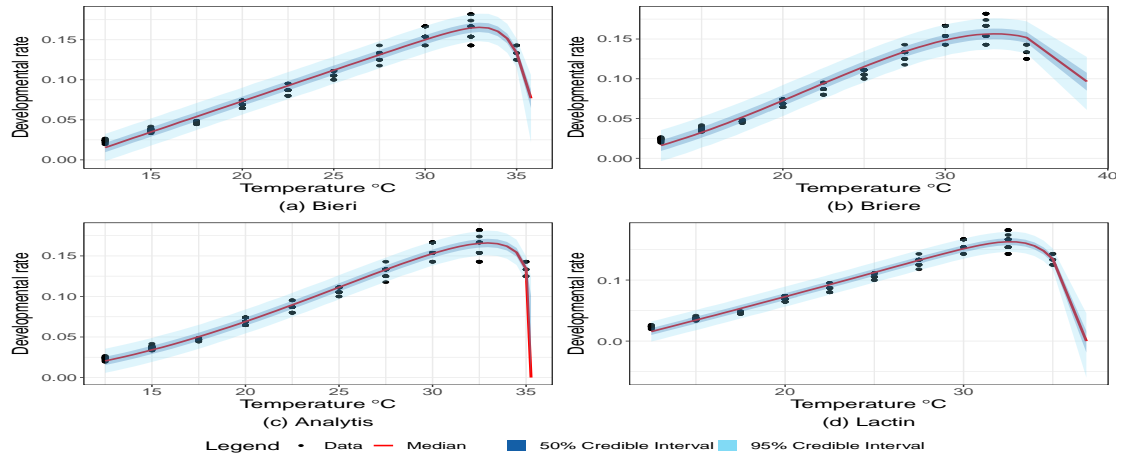 0.15
0.10
0.05
0.00
Developmental rate
15 20 25 30 35
Temperature °C
(a) Bieri
0.15
0.10
0.05
0.00
Developmental rate
20 30 40
Temperature °C
(b) Briere
0.15
0.10
0.05
0.00
Developmental rate
15 20 25 30 35
Temperature °C
(c) Analytis
0.1
0.0
Developmental rate
20 30
Temperature °C
(d) Lactin
Legend Data Median 50% Credible Interval 95% Credible Interval